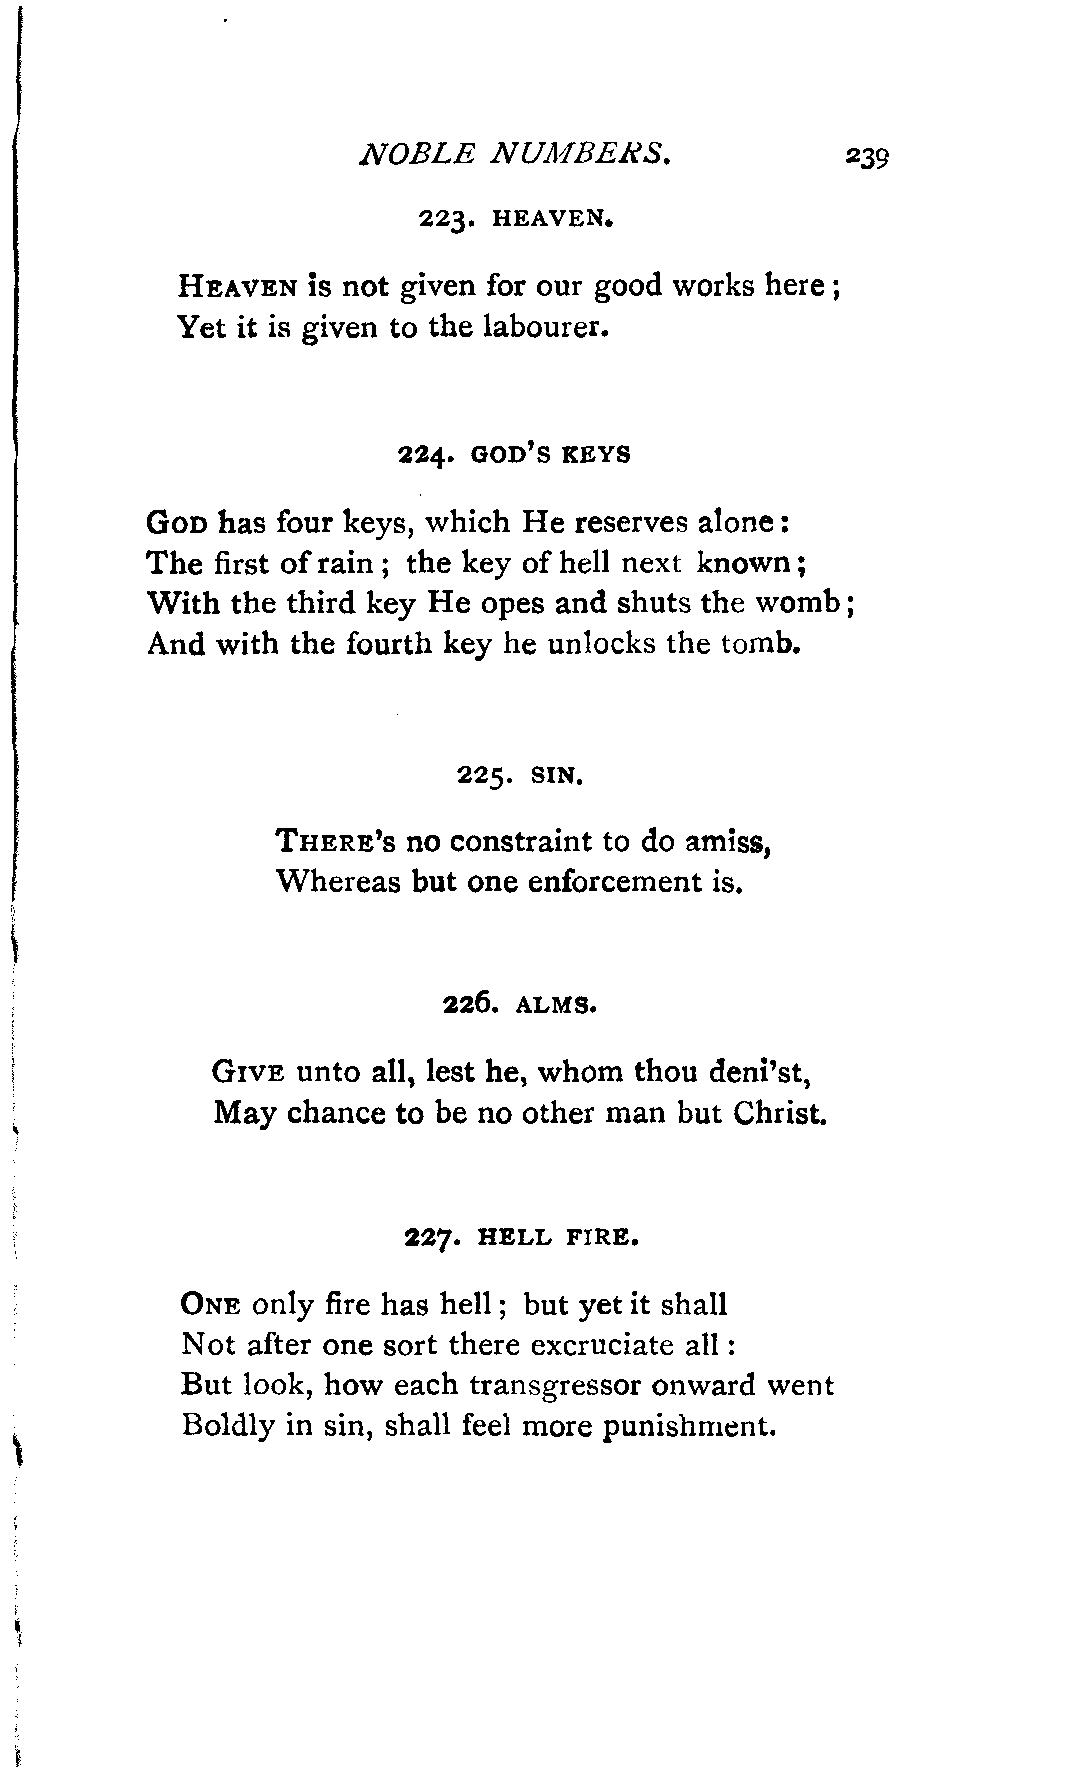 NOBLE NUMBERS. 239
223. HEAVEN.
HEAVEN is not given for our good works here;
Yet it is given to the labourer.
224. GOD'S KEYS
GOD has four keys, which He reserves alone:
The first of rain; the key of hell next known;
With the third key He opes and shuts the womb;
And with the fourth key he unlocks the tomb.
225. SIN.
THERE'S no constraint to do amiss,
Whereas but one enforcement is.
226. ALMS.
GIVE unto all, lest he, whom thou deni'st,
May chance to be no other man but Christ.
227. HELL FIRE.
ONE only fire has hell; but yet it shall
Not after one sort there excruciate all:
But look, how each transgressor onward went
Boldly in sin, shall feel more punishment.